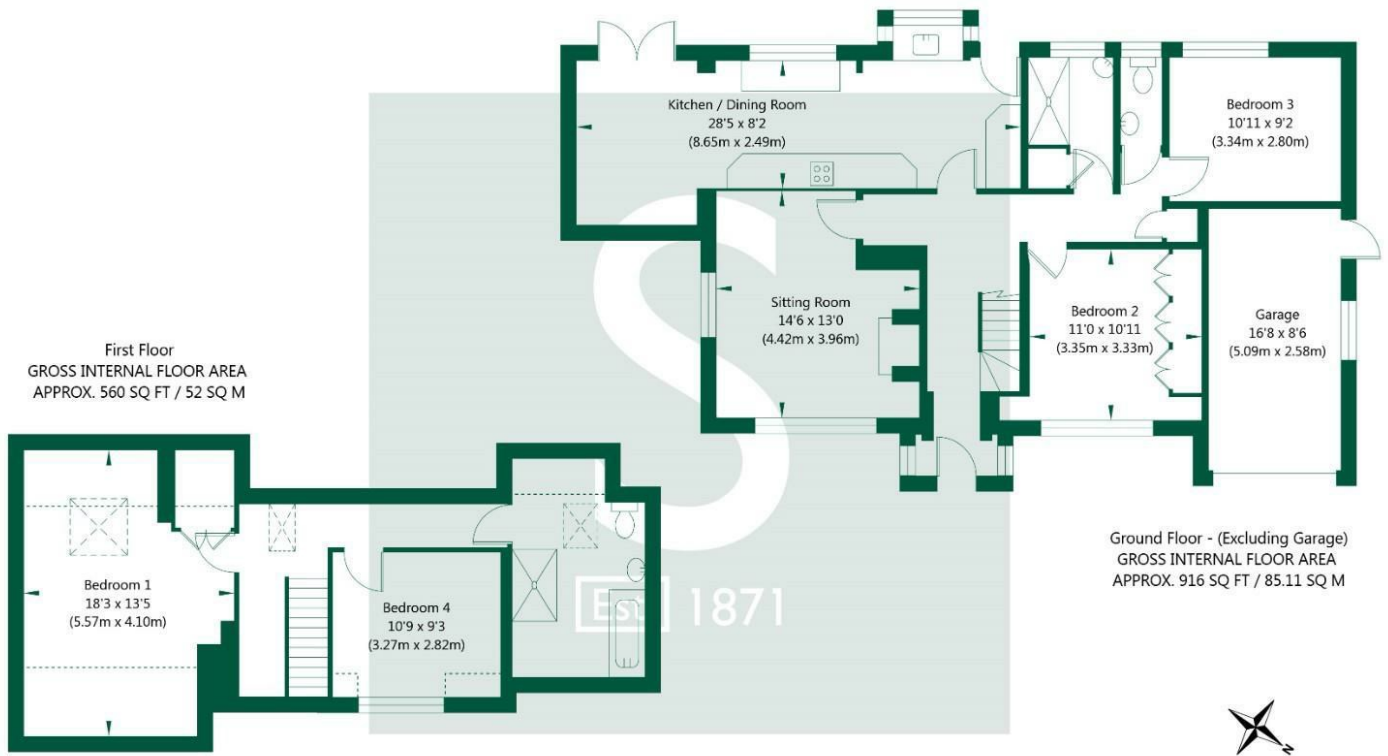 Kitchen / Dining Room
28'5 x 8'2
(8.65m x 2.49m)
Bedroom 3
10'11 x 9'2
(3.34m x 2.80m)
Sitting Room
14'6 x 13'0
(4.42m x 3.96m)
Bedroom 2
11'0 x 10'11
(3.35m x 3.33m)
Garage
16'8 x 8'6
(5.09m x 2.58m)
First Floor
GROSS INTERNAL FLOOR AREA
APPROX. 560 SQ FT / 52 SQ M
Bedroom 1
18'3 x 13'5
(5.57m x 4.10m)
Bedroom 4
10'9 x 9'3
(3.27m x 2.82m)
Ground Floor - (Excluding Garage)
GROSS INTERNAL FLOOR AREA
APPROX. 916 SQ FT / 85.11 SQ M
S
Est 1871
N